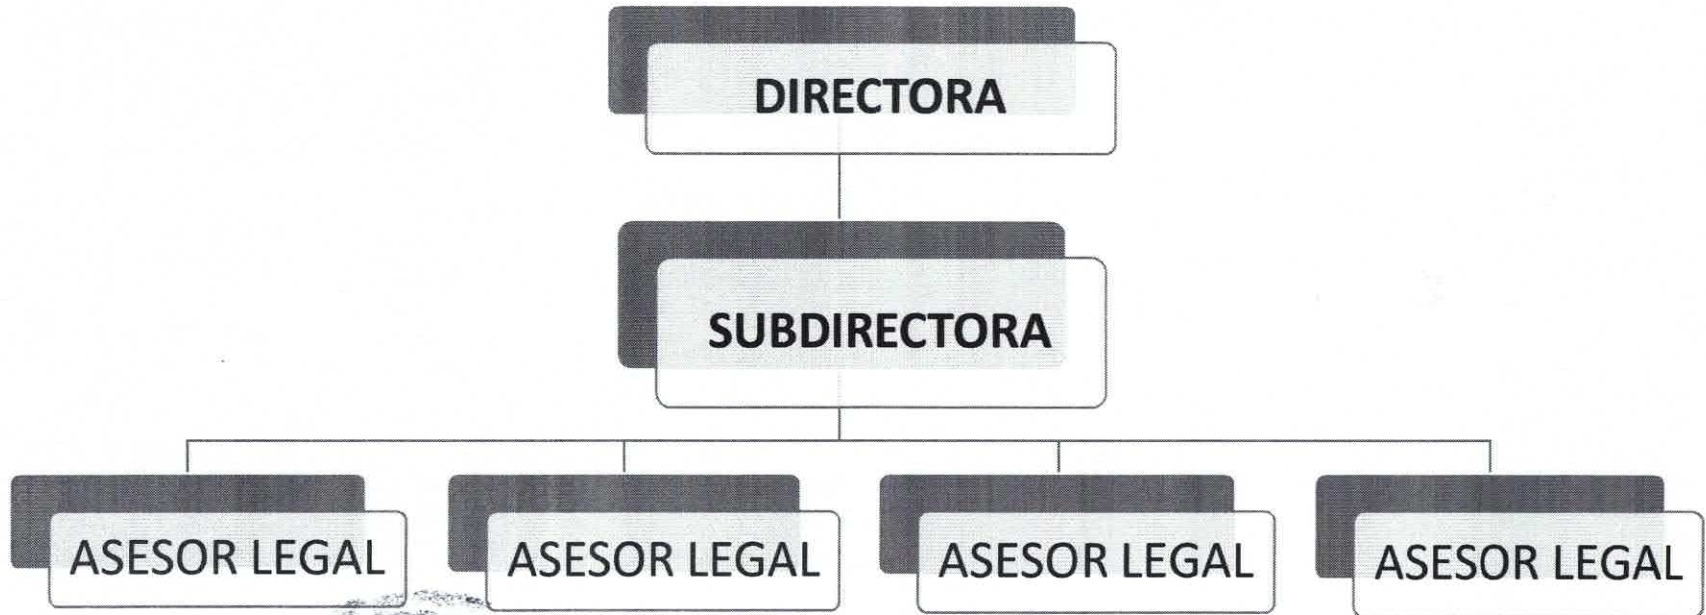 DIRECTORA
SUBDIRECTORA
ASESOR LEGAL
ASESOR LEGAL
ASESOR LEGAL
ASESOR LEGAL